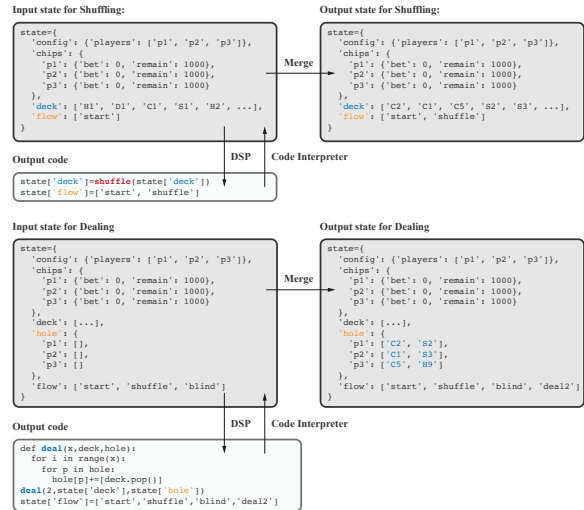 Input state for Shuffling:
state={
'config': {'players': ['p1', 'p2', 'p3']},
'chips': {
'p1': {'bet': 0, 'remain': 1000},
'p2': {'bet': 0, 'remain': 1000},
'p3': {'bet': 0, 'remain': 1000}
},
'deck': ['H1', 'D1', 'C1', 'S1', 'H2', ...],
'flow': ['start']
}
Merge
Output state for Shuffling:
state={
'config': {'players': ['p1', 'p2', 'p3']},
'chips': {
'p1': {'bet': 0, 'remain': 1000},
'p2': {'bet': 0, 'remain': 1000},
'p3': {'bet': 0, 'remain': 1000}
},
'deck': ['C2', 'C1', 'C5', 'S2', 'S3', ...],
'flow': ['start', 'shuffle']
}
DSP
Code Interpreter
Output code
state['deck']=shuffle(state['deck'])
state['flow']=['start', 'shuffle']
Input state for Dealing
state={
'config': {'players': ['p1', 'p2', 'p3']},
'chips': {
'p1': {'bet': 0, 'remain': 1000},
'p2': {'bet': 0, 'remain': 1000},
'p3': {'bet': 0, 'remain': 1000}
},
'deck': [...],
'hole': {
'p1': [],
'p2': [],
'p3': []
},
'flow': ['start', 'shuffle', 'blind']
}
Merge
Output state for Dealing
state={
'config': {'players': ['p1', 'p2', 'p3']},
'chips': {
'p1': {'bet': 0, 'remain': 1000},
'p2': {'bet': 0, 'remain': 1000},
'p3': {'bet': 0, 'remain': 1000}
},
'deck': [...],
'hole': {
'p1': ['C2', 'S2'],
'p2': ['C1', 'S3'],
'p3': ['C5', 'H9']
},
'flow': ['start', 'shuffle', 'blind', 'deal2']
}
DSP
Code Interpreter
Output code
def deal(x,deck,hole):
for i in range(x):
for p in hole:
hole[p]+=[deck.pop()]
deal(2,state['deck'],state['hole'])
state['flow']=['start','shuffle','blind','deal2']